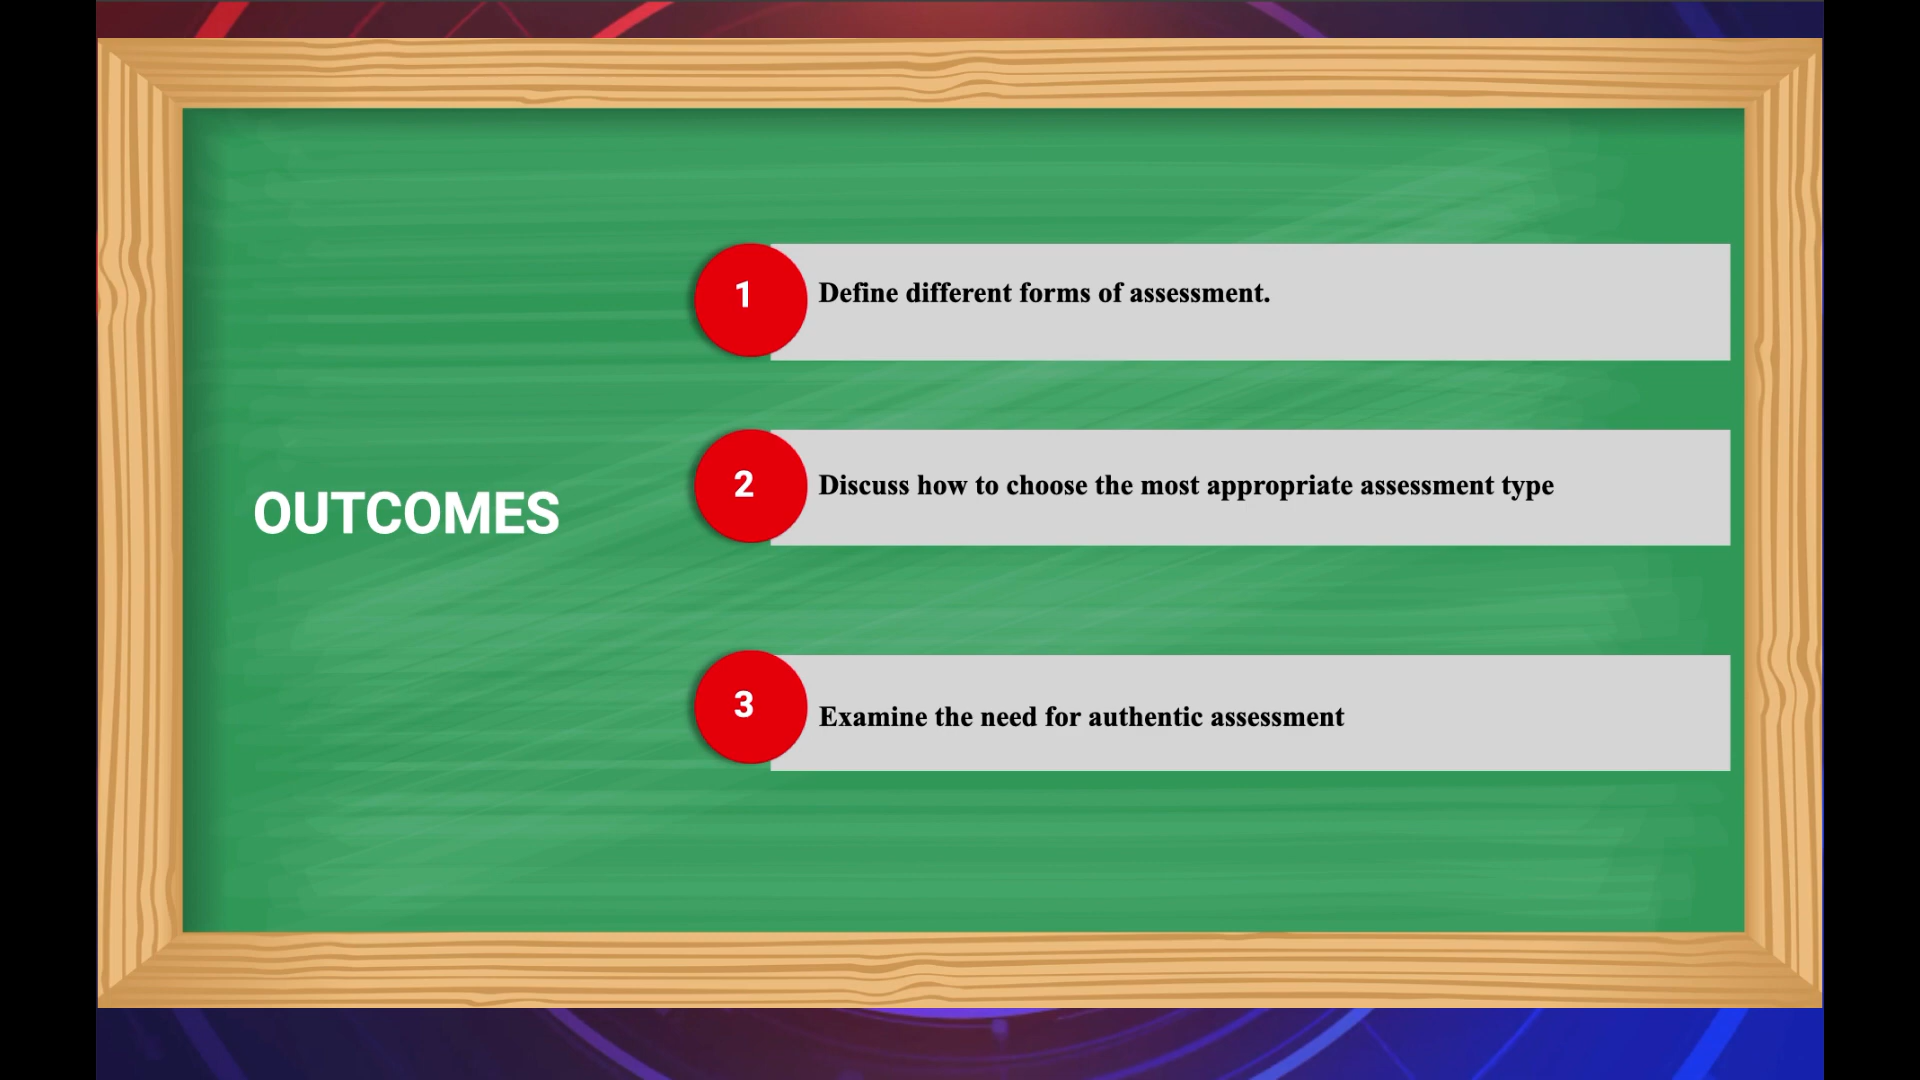 OUTCOMES
1
Define different forms of assessment.
2
Discuss how to choose the most appropriate assessment type
3
Examine the need for authentic assessment